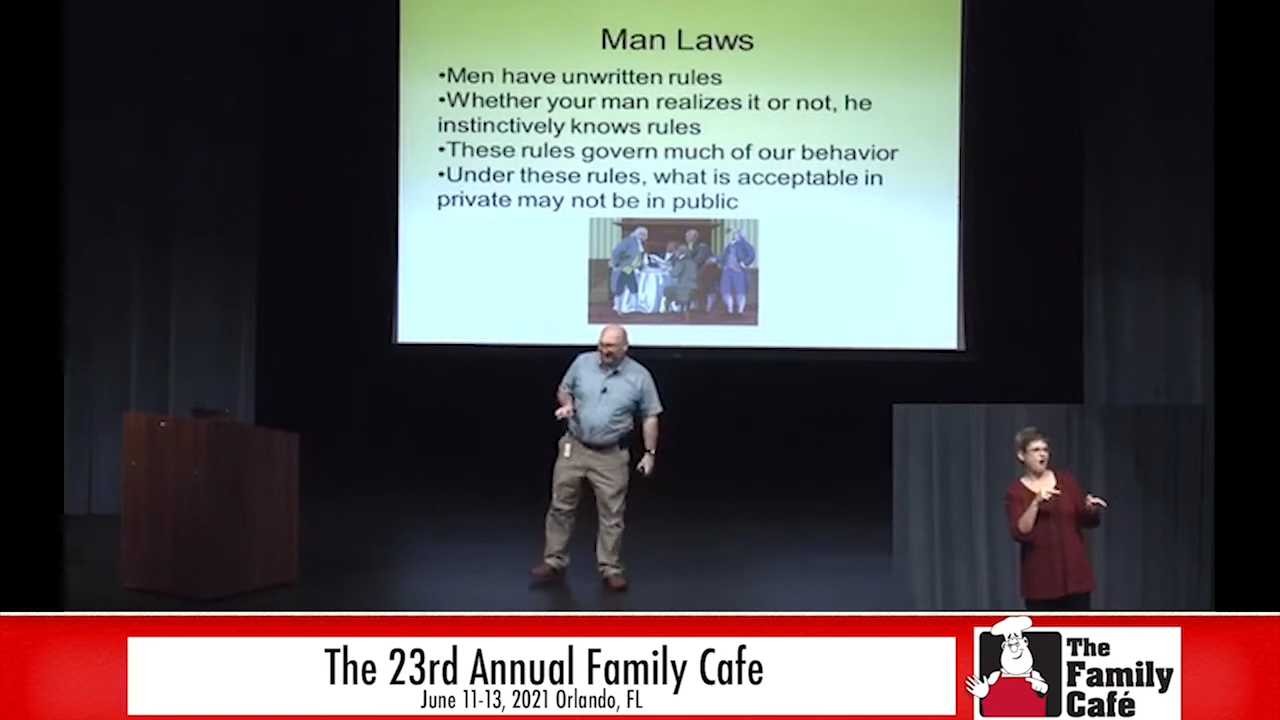 Man Laws
•Men have unwritten rules
•Whether your man realizes it or not, he
instinctively knows rules
•These rules govern much of our behavior
•Under these rules, what is acceptable in
private may not be in public
The 23rd Annual Family Cafe
June 11-13, 2021 Orlando, FL
The
Family
Café